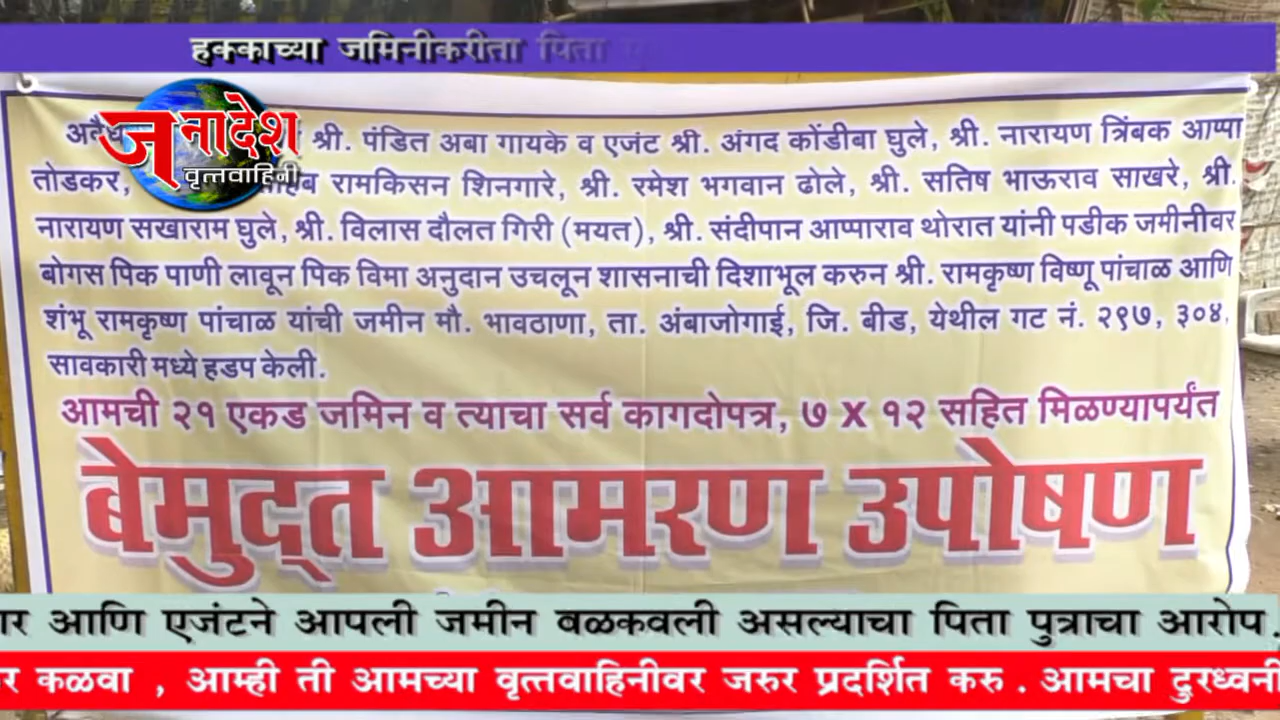 हक्काच्या जमिनीकरीता पिता
जनादेश
वृत्तवाहिनी
श्री. पंडित अबा गायके व एजंट श्री. अंगद कोंडीबा घुले, श्री. नारायण त्रिंबक आप्पा
तोडकर, रामकिसन शिनगारे, श्री. रमेश भगवान ढोले, श्री. सतिष भाऊराव साखरे, श्री.
नारायण सखाराम घुले, श्री. विलास दौलत गिरी (मयत), श्री. संदीपान आप्पाराव थोरात यांनी पडीक जमीनीवर
बोगस पिक पाणी लावून पिक विमा अनुदान उचलून शासनाची दिशाभूल करुन श्री. रामकृष्ण विष्णू पांचाळ आणि
शंभू रामकृष्ण पांचाळ यांची जमीन मौ. भावठाणा, ता. अंबाजोगाई, जि. बीड, येथील गट नं. २९७, ३०४,
सावकारी मध्ये हडप केली.
आमची २१ एकड जमिन व त्याचा सर्व कागदोपत्र, ७ X १२ सहित मिळण्यापर्यंत
बेमुद्त आमरण उपोषण
ार आणि एजंटने आपली जमीन बळकवली असल्याचा पिता पुत्राचा आरोप
र कळवा , आम्ही ती आमच्या वृत्तवाहिनीवर जरुर प्रदर्शित करु . आमचा दुरध्वनी